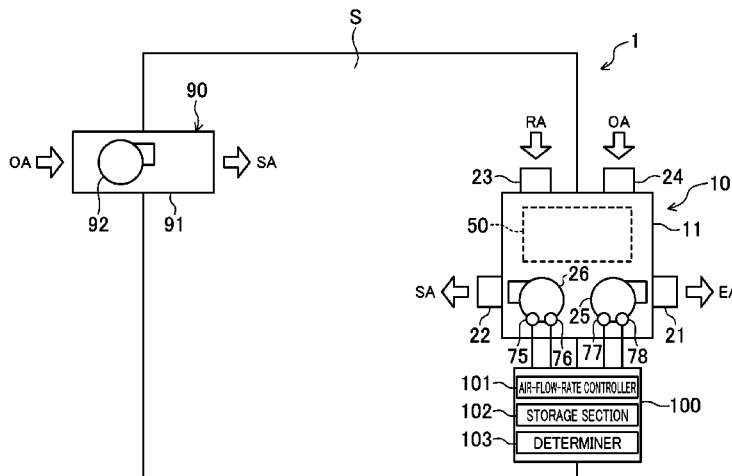 S
1
90
OA
SA
92
91
RA
OA
23
24
10
50
11
26
SA
25
EA
22
75
76
77
78
21
101
AIR-FLOW-RATE CONTROLLER
100
102
STORAGE SECTION
103
DETERMINER